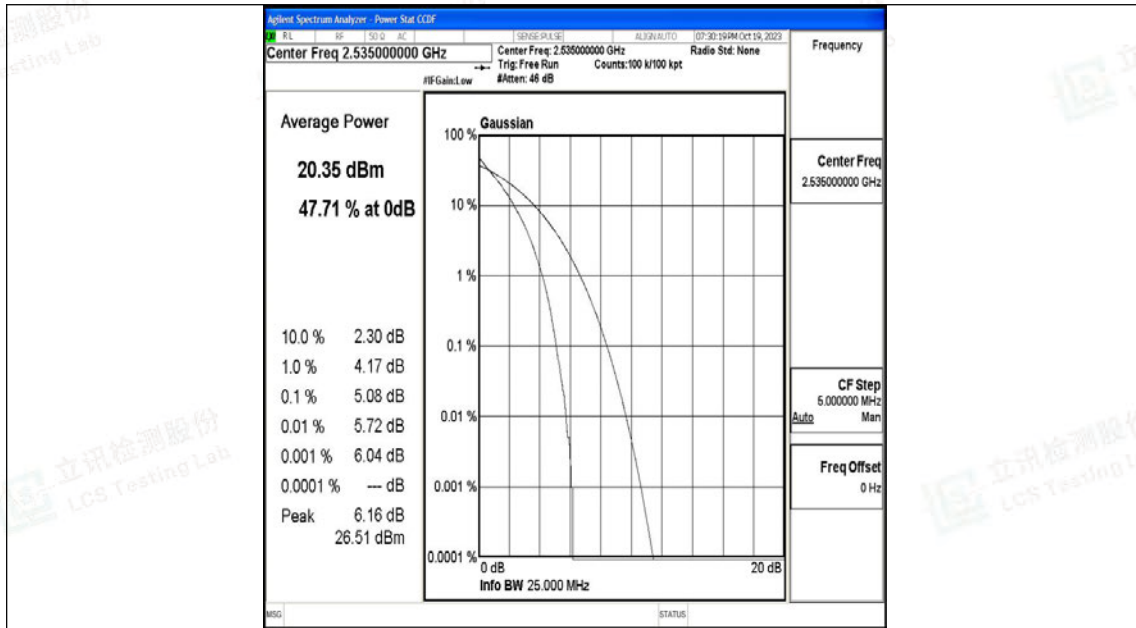 Agilent Spectrum Analyzer - Power Stat CCDF
RL RF 50 Ω AC SENSE:PULSE ALIGNAUTO 07:30:19 PM Oct 19, 2023
Center Freq 2.535000000 GHz
Center Freq: 2.535000000 GHz Radio Std: None
Trig: Free Run Counts:100 k/100 kpt
#IFGain:Low #Atten: 46 dB
Frequency
Average Power
20.35 dBm
47.71 % at 0dB
10.0 % 2.30 dB
1.0 % 4.17 dB
0.1 % 5.08 dB
0.01 % 5.72 dB
0.001 % 6.04 dB
0.0001 % --- dB
Peak 6.16 dB
26.51 dBm
Gaussian
100 %
10 %
1 %
0.1 %
0.01 %
0.001 %
0.0001 %
0 dB 20 dB
Info BW 25.000 MHz
Center Freq
2.535000000 GHz
CF Step
5.000000 MHz
Auto Man
Freq Offset
0 Hz
MSG STATUS
立讯检测股份
LCS Testing Lab